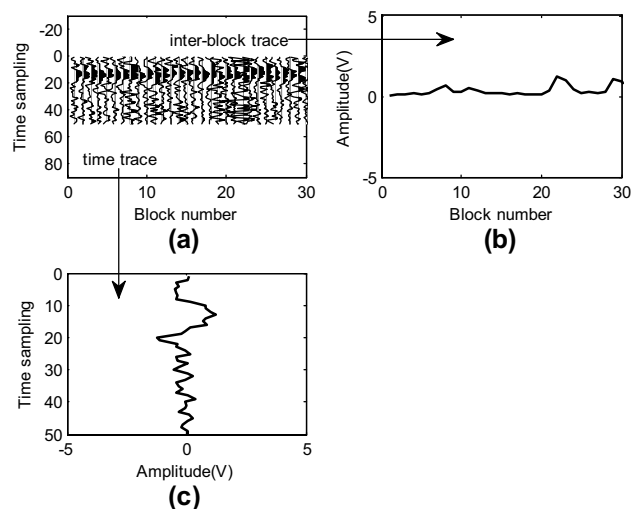 -20
0
20
40
60
80
Time sampling
inter-block trace
time trace
0 10 20 30
Block number
(a)
5
0
-5
Amplitude(V)
0 10 20 30
Block number
(b)
0
10
20
30
40
50
Time sampling
-5 0 5
Amplitude(V)
(c)